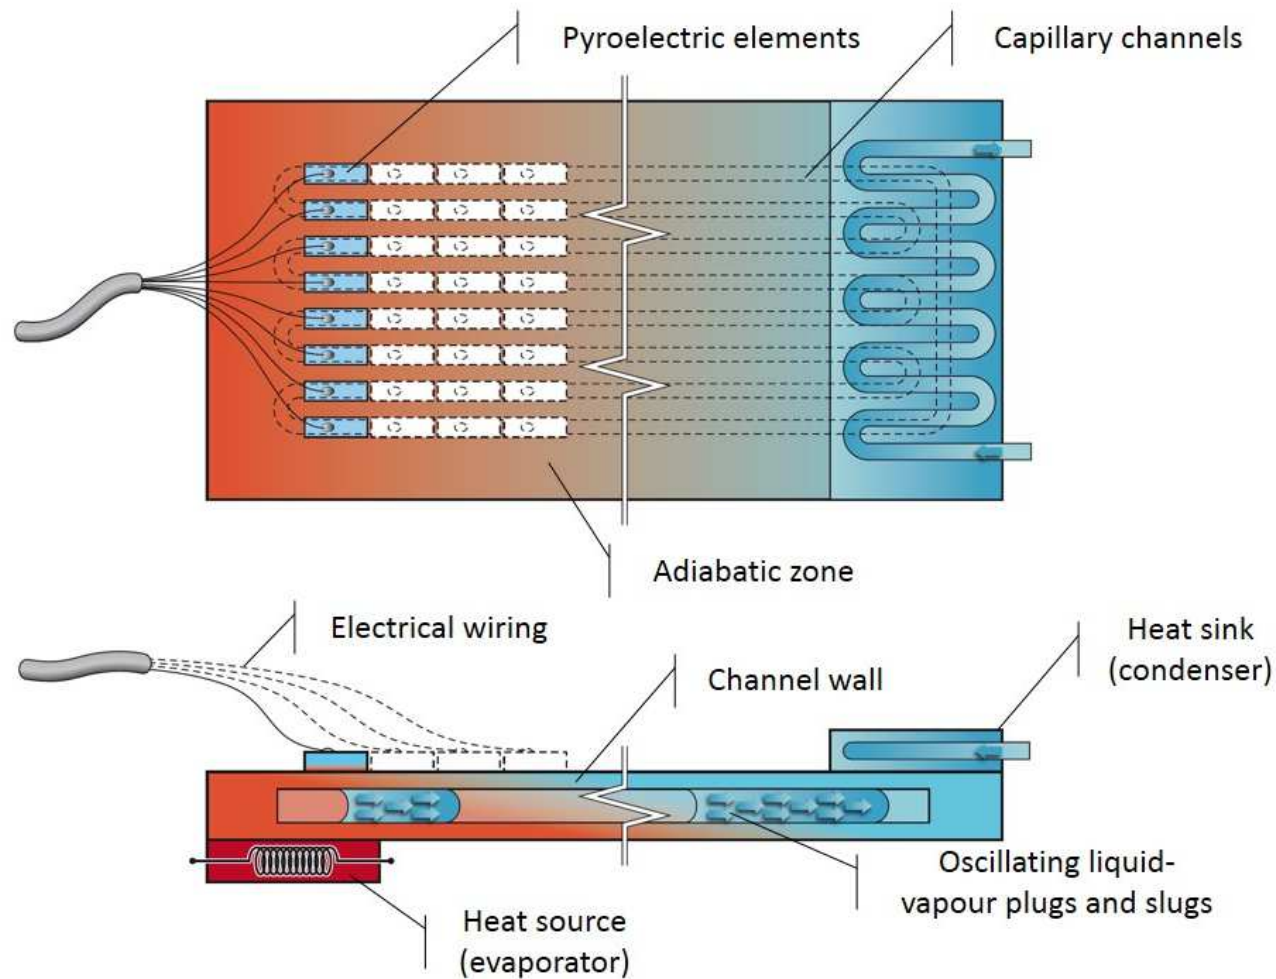 Pyroelectric elements
Capillary channels
Adiabatic zone
Electrical wiring
Heat sink
(condenser)
Channel wall
Oscillating liquid-
vapour plugs and slugs
Heat source
(evaporator)